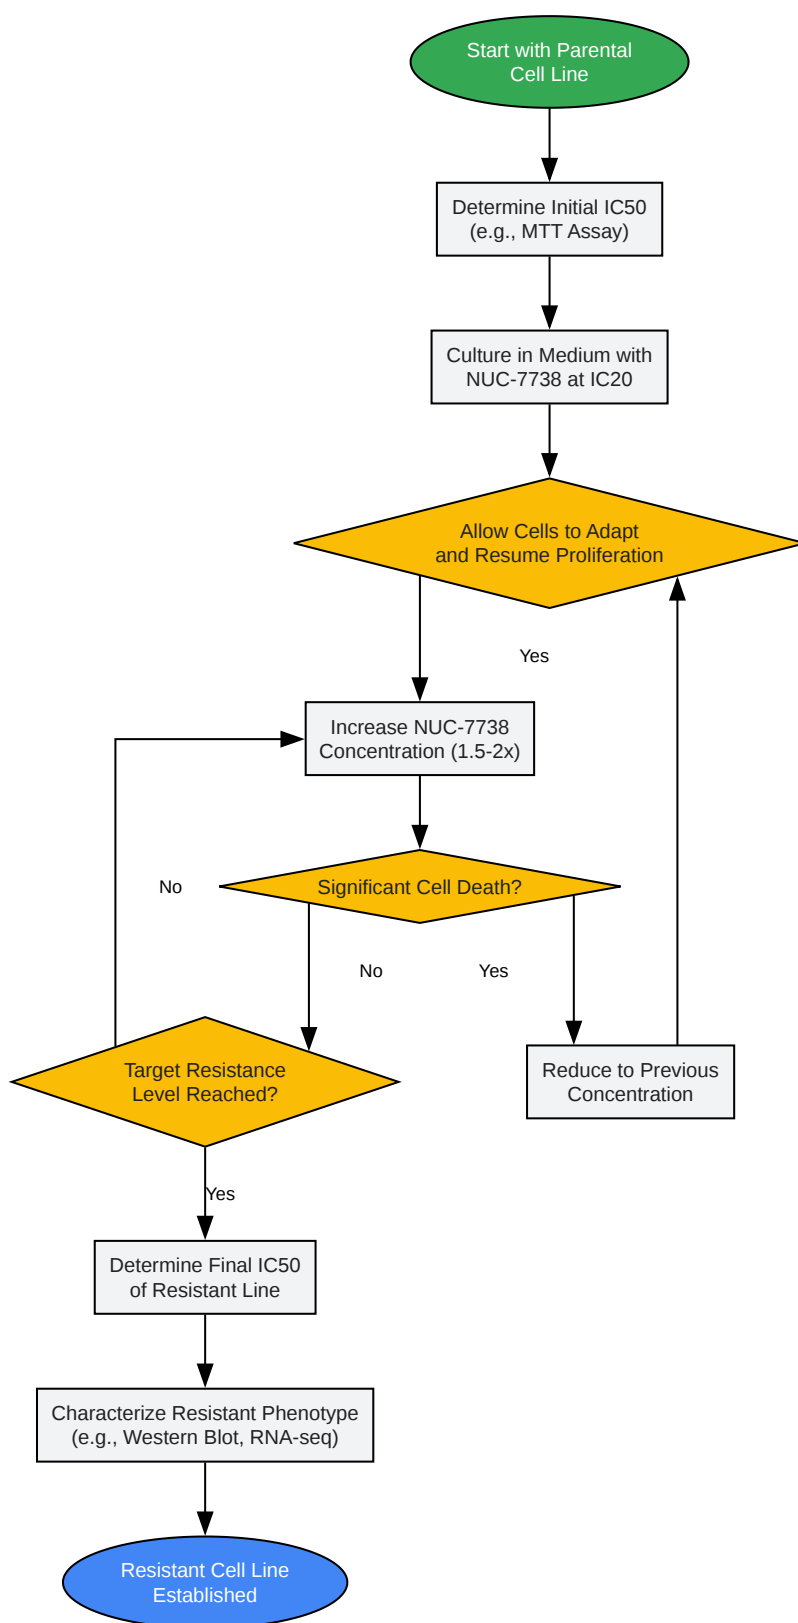 Start with Parental
Cell Line
Determine Initial IC50
(e.g., MTT Assay)
Culture in Medium with
NUC-7738 at IC20
Allow Cells to Adapt
and Resume Proliferation
Yes
Increase NUC-7738
Concentration (1.5-2x)
No
Significant Cell Death?
No
Yes
Target Resistance
Level Reached?
Reduce to Previous
Concentration
Yes
Determine Final IC50
of Resistant Line
Characterize Resistant Phenotype
(e.g., Western Blot, RNA-seq)
Resistant Cell Line
Established